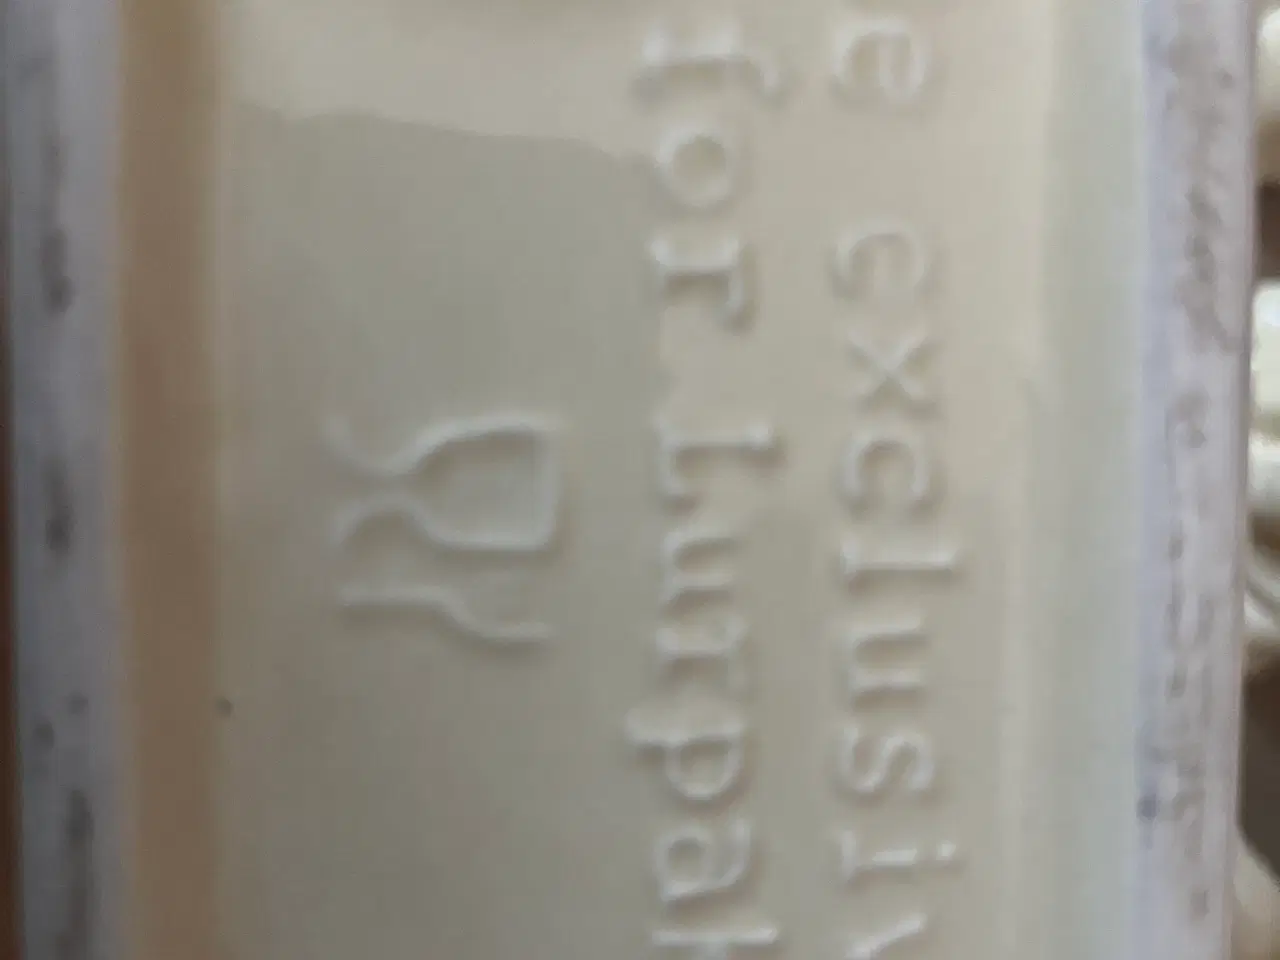 e exclusiv
for Lurpak